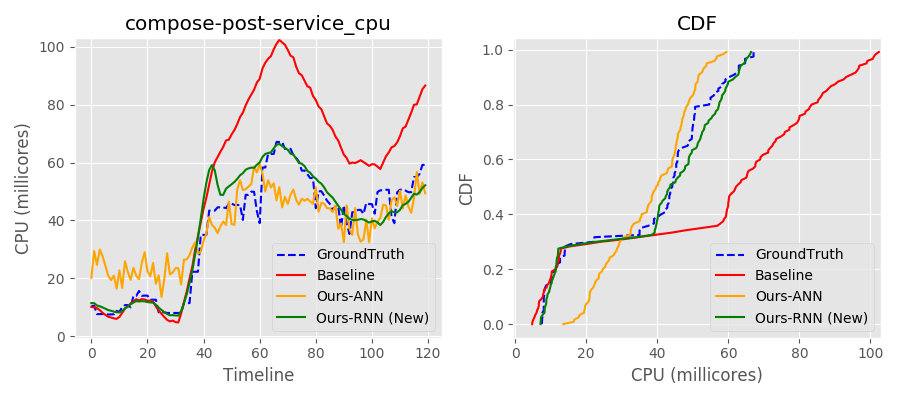 compose-post-service_cpu
CPU (millicores)
100
80
60
40
20
0
0 20 40 60 80 100 120
Timeline
GroundTruth
Baseline
Ours-ANN
Ours-RNN (New)
CDF
CDF
1.0
0.8
0.6
0.4
0.2
0.0
0 20 40 60 80 100
CPU (millicores)
GroundTruth
Baseline
Ours-ANN
Ours-RNN (New)